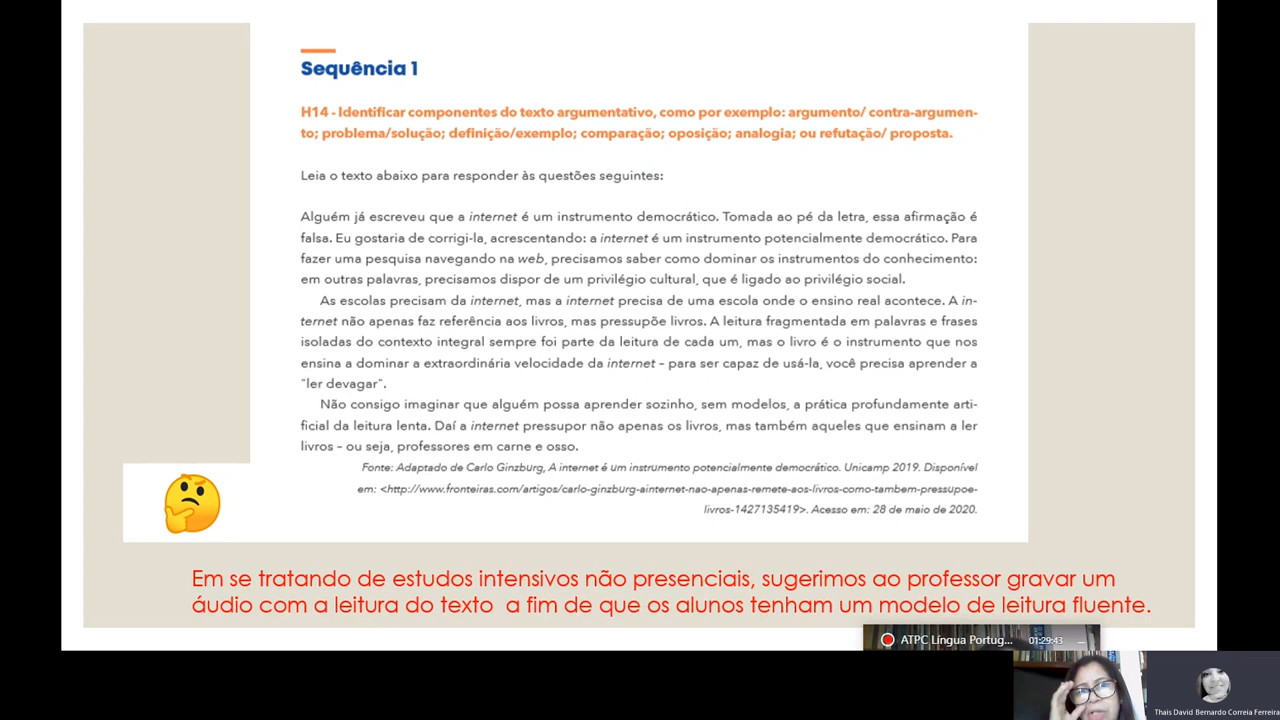 Sequência 1
H14 - Identificar componentes do texto argumentativo, como por exemplo: argumento/ contra-argumen-
to; problema/solução; definição/exemplo; comparação; oposição; analogia; ou refutação/ proposta.
Leia o texto abaixo para responder às questões seguintes:
Alguém já escreveu que a internet é um instrumento democrático. Tomada ao pé da letra, essa afirmação é
falsa. Eu gostaria de corrigi-la, acrescentando: a internet é um instrumento potencialmente democrático. Para
fazer uma pesquisa navegando na web, precisamos saber como dominar os instrumentos do conhecimento:
em outras palavras, precisamos dispor de um privilégio cultural, que é ligado ao privilégio social.
As escolas precisam da internet, mas a internet precisa de uma escola onde o ensino real acontece. A in-
ternet não apenas faz referência aos livros, mas pressupõe livros. A leitura fragmentada em palavras e frases
isoladas do contexto integral sempre foi parte da leitura de cada um, mas o livro é o instrumento que nos
ensina a dominar a extraordinária velocidade da internet – para ser capaz de usá-la, você precisa aprender a
"ler devagar".
Não consigo imaginar que alguém possa aprender sozinho, sem modelos, a prática profundamente arti-
ficial da leitura lenta. Daí a internet pressupor não apenas os livros, mas também aqueles que ensinam a ler
livros – ou seja, professores em carne e osso.
Fonte: Adaptado de Carlo Ginzburg, A internet é um instrumento potencialmente democrático. Unicamp 2019. Disponível
em: <http://www.fronteiras.com/artigos/carlo-ginzburg-ainternet-nao-apenas-remete-aos-livros-como-tambem-pressupoe-
livros-1427135419>. Acesso em: 28 de maio de 2020.
Em se tratando de estudos intensivos não presenciais, sugerimos ao professor gravar um
áudio com a leitura do texto a fim de que os alunos tenham um modelo de leitura fluente.
ATPC Língua Portug... 01:29:43
Thais David Bernardo Correia Ferreira